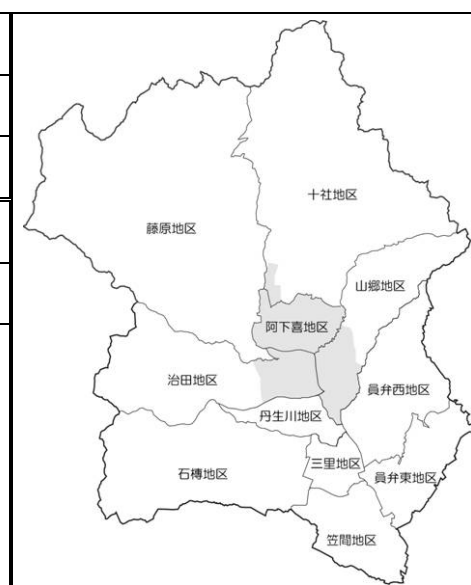 十社地区
藤原地区
山郷地区
阿下喜地区
治田地区
員弁西地区
丹生川地区
三里地区
石榑地区
員弁東地区
笠間地区